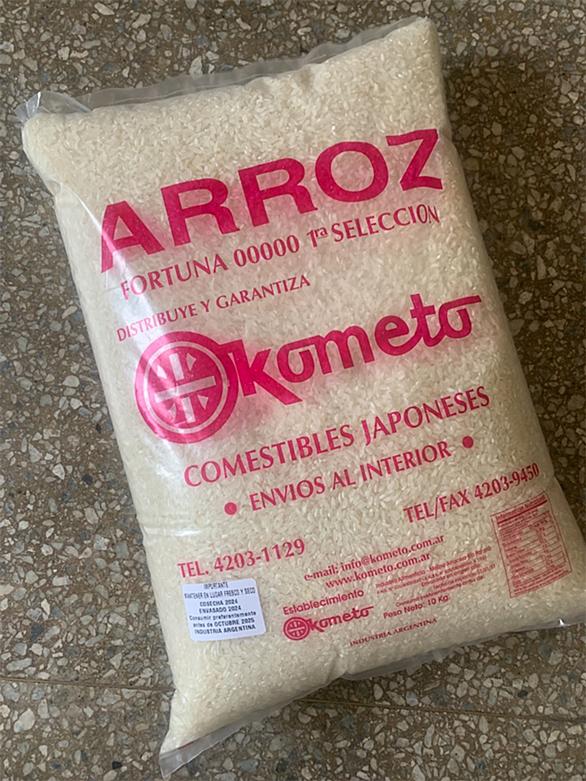 ARROZ
FORTUNA 00000 1ra SELECCION
DISTRIBUYE Y GARANTIZA
Kometo
COMESTIBLES JAPONESES
• ENVIOS AL INTERIOR •
TEL/FAX 4203-9450
TEL. 4203-1129
e-mail: info@kometo.com.ar
www.kometo.com.ar
IMPORTANTE
MANTENER EN LUGAR FRESCO Y SECO
COSECHA 2024
ENVASADO 2024
Consumir preferentemente
antes de OCTUBRE 2025
INDUSTRIA ARGENTINA
Establecimiento
Kometo
Peso Neto: 10 Kg.
INDUSTRIA ARGENTINA